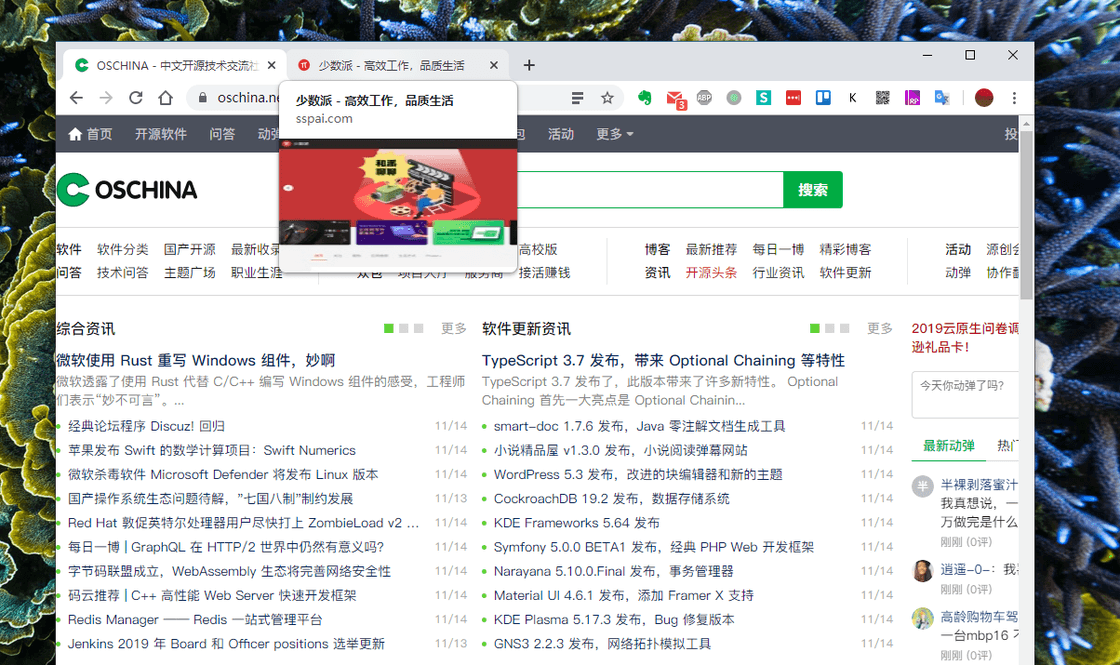 OSCHINA - 中文开源技术交流社
少数派 - 高效工作，品质生活
oschina.ne
少数派 - 高效工作，品质生活
sspai.com
3
ABP
S
K
RP
首页 开源软件 问答 动弹 活动 更多 投
OSCHINA
和乖
聊聊
搜索
软件 软件分类 国产开源 最新收录 高校版
问答 技术问答 主题广场 职业生涯 众包 项目大厅 服务商 接活赚钱
博客 最新推荐 每日一博 精彩博客
资讯 开源头条 行业资讯 软件更新
活动 源创会
动弹 协作翻
综合资讯 更多
微软使用 Rust 重写 Windows 组件，妙啊
微软透露了使用 Rust 代替 C/C++ 编写 Windows 组件的感受，工程师
们表示“妙不可言”。...
经典论坛程序 Discuz! 回归 11/14
苹果发布 Swift 的数学计算项目：Swift Numerics 11/14
微软杀毒软件 Microsoft Defender 将发布 Linux 版本 11/14
国产操作系统生态问题待解，”七国八制”制约发展 11/13
Red Hat 敦促英特尔处理器用户尽快打上 ZombieLoad v2 ... 11/14
每日一博 | GraphQL 在 HTTP/2 世界中仍然有意义吗? 11/14
字节码联盟成立，WebAssembly 生态将完善网络安全性 11/14
码云推荐 | C++ 高性能 Web Server 快速开发框架 11/14
Redis Manager —— Redis 一站式管理平台 11/14
Jenkins 2019 年 Board 和 Officer positions 选举更新 11/13
软件更新资讯 更多
TypeScript 3.7 发布，带来 Optional Chaining 等特性
TypeScript 3.7 发布了，此版本带来了许多新特性。 Optional
Chaining 首先一大亮点是 Optional Chainin...
smart-doc 1.7.6 发布，Java 零注解文档生成工具 11/14
小说精品屋 v1.3.0 发布，小说阅读弹幕网站 11/14
WordPress 5.3 发布，改进的块编辑器和新的主题 11/14
CockroachDB 19.2 发布，数据存储系统 11/14
KDE Frameworks 5.64 发布 11/14
Symfony 5.0.0 BETA1 发布，经典 PHP Web 开发框架 11/14
Narayana 5.10.0.Final 发布，事务管理器 11/14
Material UI 4.6.1 发布，添加 Framer X 支持 11/14
KDE Plasma 5.17.3 发布，Bug 修复版本 11/14
GNS3 2.2.3 发布，网络拓扑模拟工具 11/14
2019云原生问卷调
逊礼品卡！
今天你动弹了吗？
最新动弹 热门
半
半裸剥落蜜汁
我真想说，一
万做完是什么
刚刚 (0评)
逍遥-0-：我
刚刚 (0评)
高龄购物车驾
一台mbp16 不
刚刚 (0评)